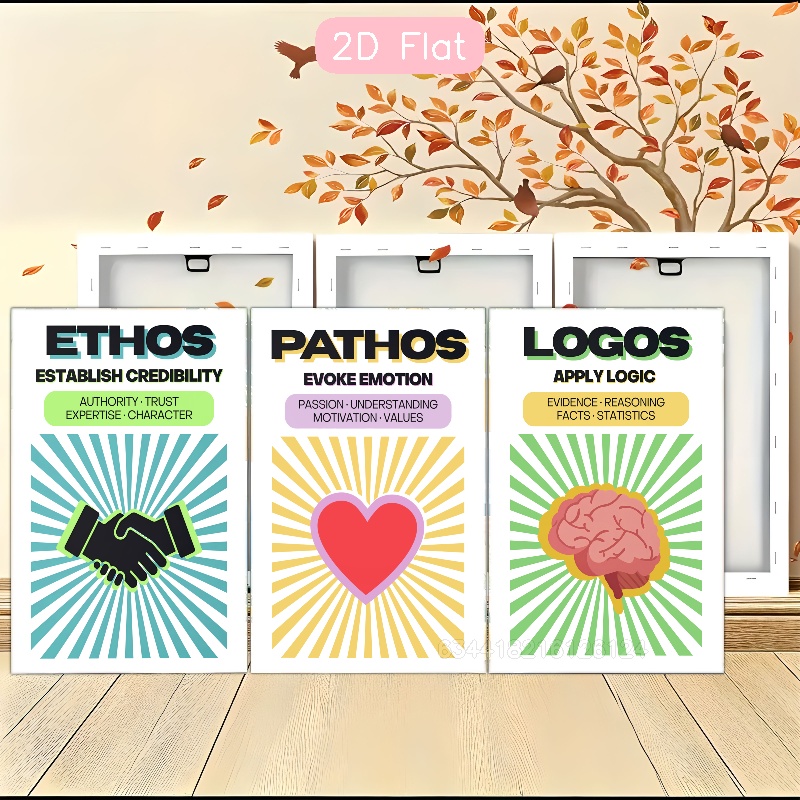 2D Flat
ETHOS
ESTABLISH CREDIBILITY
AUTHORITY · TRUST
EXPERTISE · CHARACTER
PATHOS
EVOKE EMOTION
PASSION · UNDERSTANDING
MOTIVATION · VALUES
LOGOS
APPLY LOGIC
EVIDENCE · REASONING
FACTS · STATISTICS